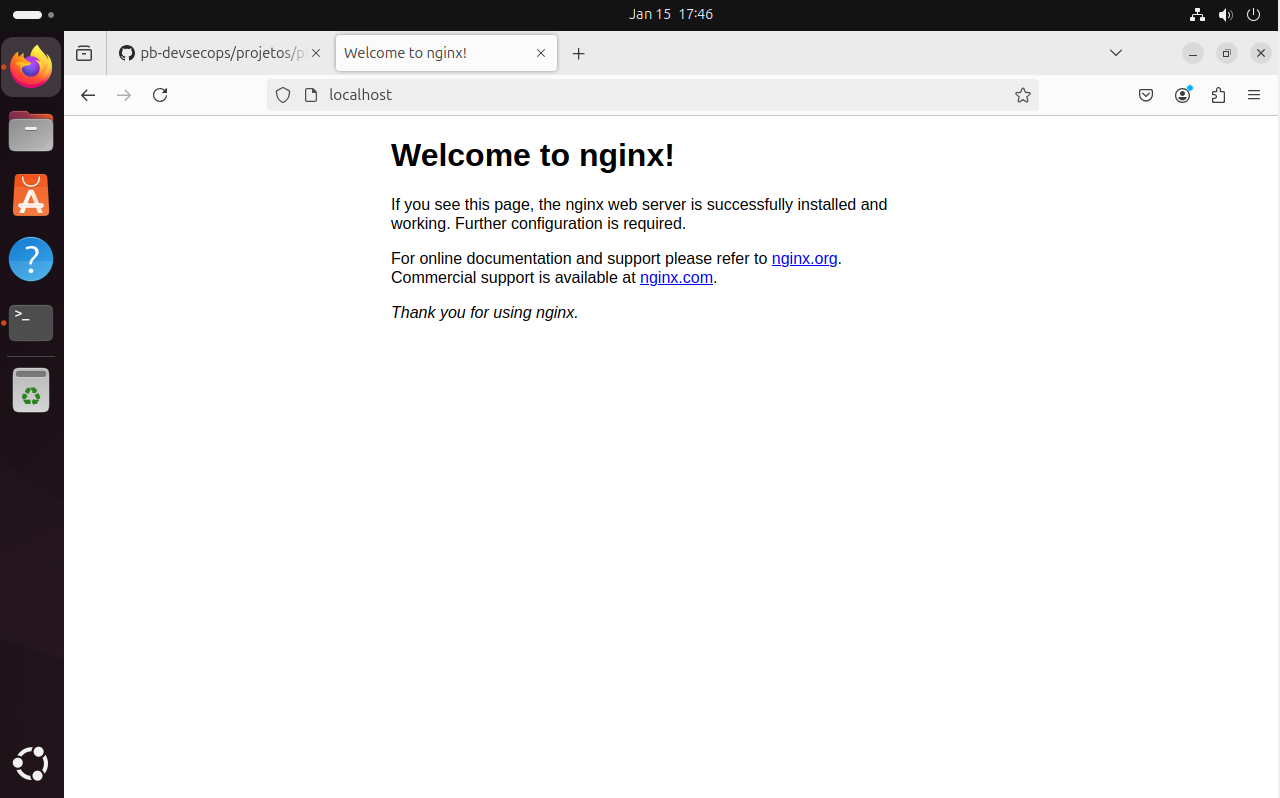 Jan 15 17:46
pb-devsecops/projetos/p
Welcome to nginx!
localhost
Welcome to nginx!
If you see this page, the nginx web server is successfully installed and
working. Further configuration is required.
For online documentation and support please refer to nginx.org.
Commercial support is available at nginx.com.
Thank you for using nginx.